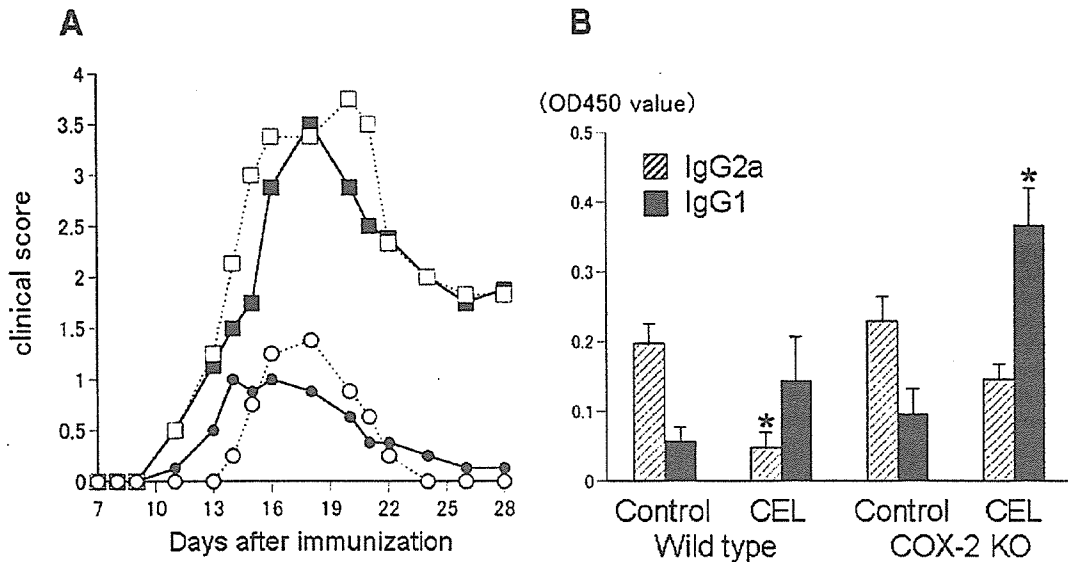 A
4
3.5
3
2.5
2
1.5
1
0.5
0
clinical score
7 10 13 16 19 22 25 28
Days after immunization
B
(OD450 value)
0.5
0.4
0.3
0.2
0.1
0
IgG2a
IgG1
*
*
Control CEL Control CEL
Wild type COX-2 KO